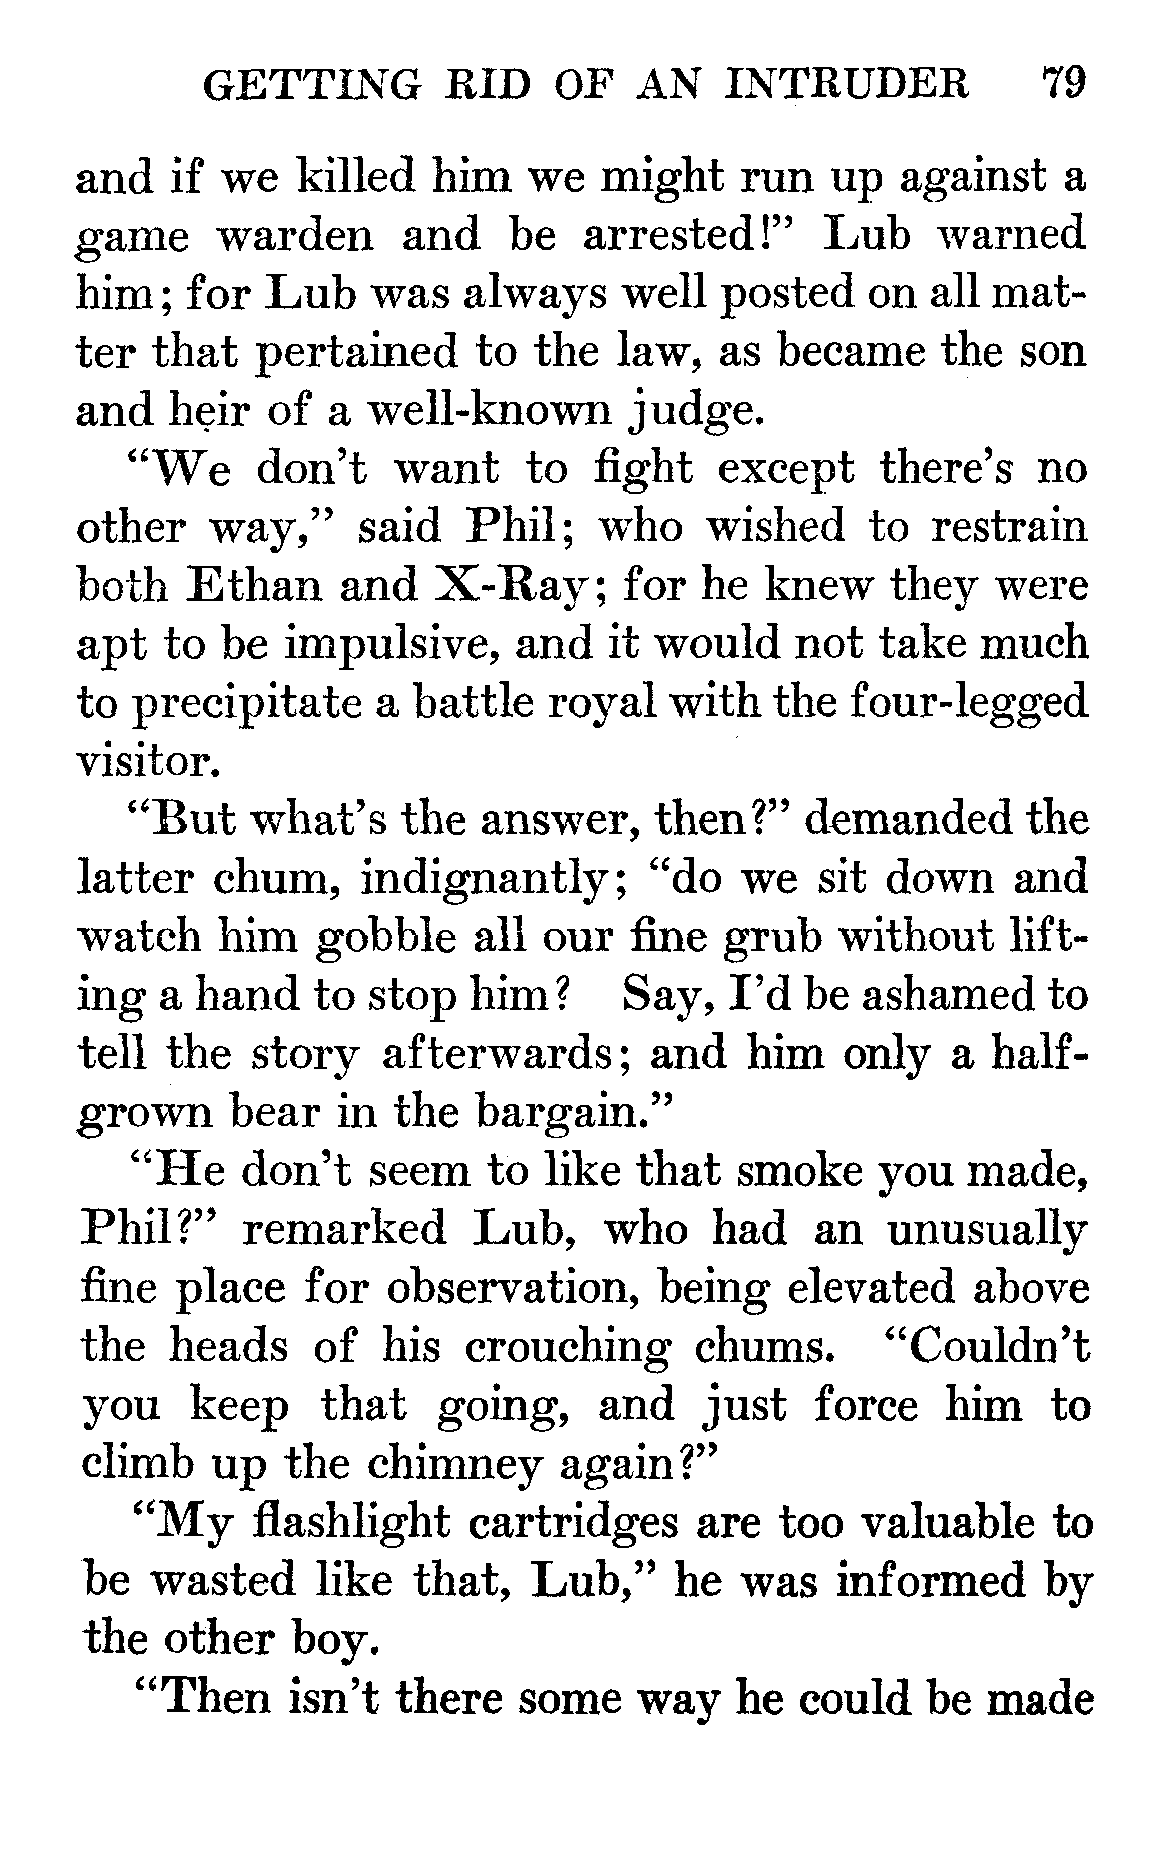 GETTING RID OF AN INTRUDER 79
and if we killed him we might run up against a
game warden and be arrested!” Lub warned
him; for Lub was always well posted on all mat-
ter that pertained to the law, as became the son
and heir of a well-known judge.
“We don’t want to fight except there’s no
other way,” said Phil; who wished to restrain
both Ethan and X-Ray; for he knew they were
apt to be impulsive, and it would not take much
to precipitate a battle royal with the four-legged
visitor.
“But what’s the answer, then?” demanded the
latter chum, indignantly; “do we sit down and
watch him gobble all our fine grub without lift-
ing a hand to stop him? Say, I’d be ashamed to
tell the story afterwards; and him only a half-
grown bear in the bargain.”
“He don’t seem to like that smoke you made,
Phil?” remarked Lub, who had an unusually
fine place for observation, being elevated above
the heads of his crouching chums. “Couldn’t
you keep that going, and just force him to
climb up the chimney again?”
“My flashlight cartridges are too valuable to
be wasted like that, Lub,” he was informed by
the other boy.
“Then isn’t there some way he could be made